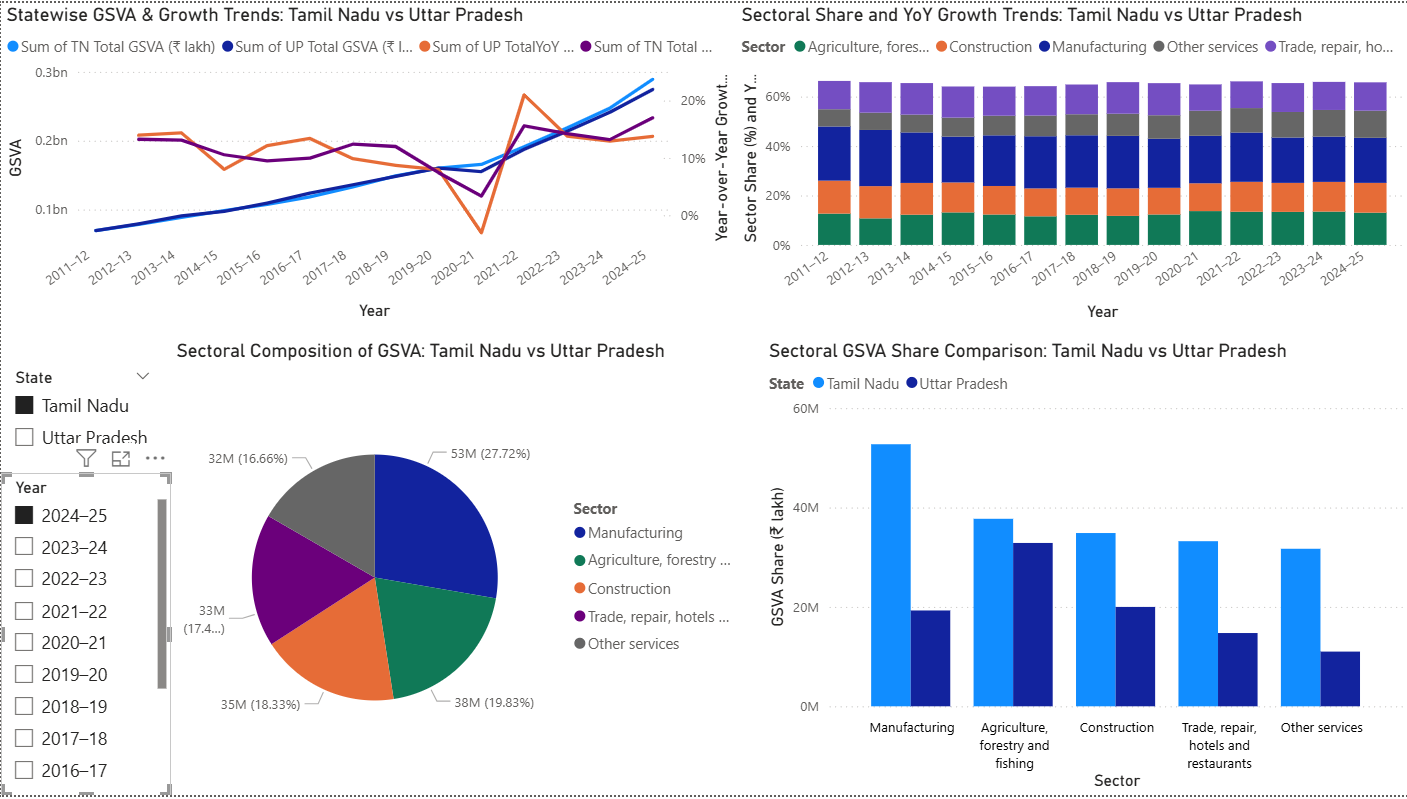 Statewise GSVA & Growth Trends: Tamil Nadu vs Uttar Pradesh
Sum of TN Total GSVA (₹ lakh) Sum of UP Total GSVA (₹ l... Sum of UP TotalYoY ... Sum of TN Total ...
0.3bn
0.2bn
0.1bn
GSVA
20%
10%
0%
Year-over-Year Growt...
2011–12 2012–13 2013–14 2014–15 2015–16 2016–17 2017–18 2018–19 2019–20 2020–21 2021–22 2022–23 2023–24 2024–25
Year
Sectoral Share and YoY Growth Trends: Tamil Nadu vs Uttar Pradesh
Sector Agriculture, fores... Construction Manufacturing Other services Trade, repair, ho...
60%
40%
20%
0%
Sector Share (%) and Y...
2011–12 2012–13 2013–14 2014–15 2015–16 2016–17 2017–18 2018–19 2019–20 2020–21 2021–22 2022–23 2023–24 2024–25
Year
State
Tamil Nadu
Uttar Pradesh
Year
2024–25
2023–24
2022–23
2021–22
2020–21
2019–20
2018–19
2017–18
2016–17
Sectoral Composition of GSVA: Tamil Nadu vs Uttar Pradesh
32M (16.66%)
53M (27.72%)
33M
(17.4...)
35M (18.33%)
38M (19.83%)
Sector
Manufacturing
Agriculture, forestry ...
Construction
Trade, repair, hotels ...
Other services
Sectoral GSVA Share Comparison: Tamil Nadu vs Uttar Pradesh
State Tamil Nadu Uttar Pradesh
60M
40M
20M
0M
GSVA Share (₹ lakh)
Manufacturing
Agriculture,
forestry and
fishing
Construction
Trade, repair,
hotels and
restaurants
Other services
Sector